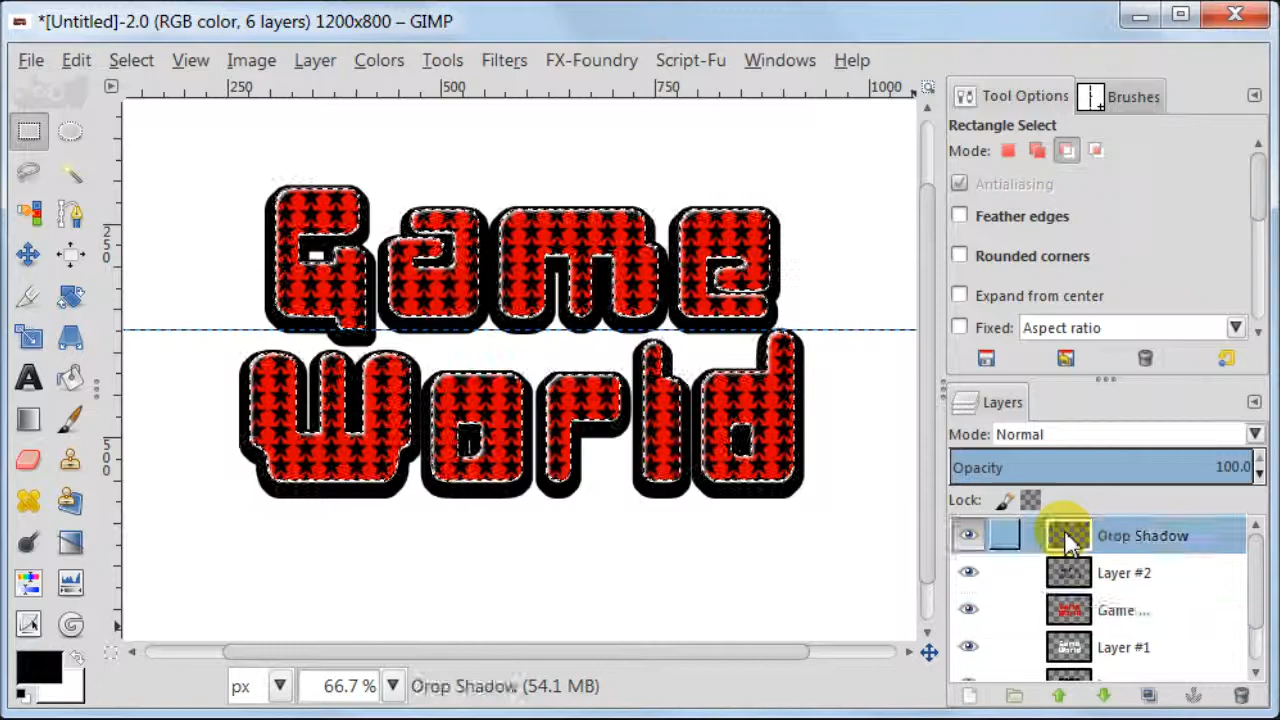 *[Untitled]-2.0 (RGB color, 6 layers) 1200x800 – GIMP
File Edit Select View Image Layer Colors Tools Filters FX-Foundry Script-Fu Windows Help
250 500 750 1000
Tool Options Brushes
Rectangle Select
Mode:
Antialiasing
Feather edges
Rounded corners
Expand from center
Fixed: Aspect ratio
250
500
Game
World
Layers
Mode: Normal
Opacity 100.0
Lock:
Drop Shadow
Layer #2
Game ...
Layer #1
px 66.7% Drop Shadow (54.1 MB)